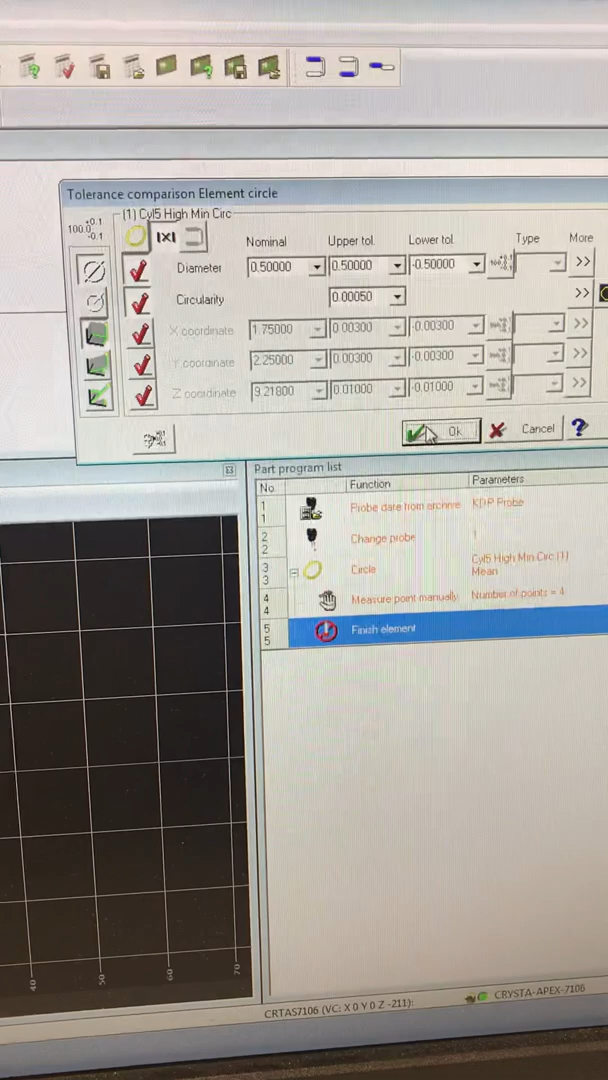 Tolerance comparison Element circle
(1) Cyl5 High Min Circ
100.0 +0.1 -0.1
Nominal Upper tol. Lower tol. Type More
Diameter 0.50000 0.50000 -0.50000 >>
Circularity 0.00050 >>
X coordinate 1.75000 0.00300 -0.00300 >>
Y coordinate 2.25000 0.00300 -0.00300 >>
Z coordinate 9.21800 0.01000 -0.01000 >>
Ok Cancel ?
Part program list
No Function Parameters
1 1 Probe data from archive KDP Probe
2 2 Change probe 1
3 3 Circle Cyl5 High Min Circ (1) Mean
4 4 Measure point manually Number of points = 4
5 5 Finish element
40 50 60 70
CRTAS7106 (VC: X 0 Y 0 Z -211): CRYSTA-APEX-7106